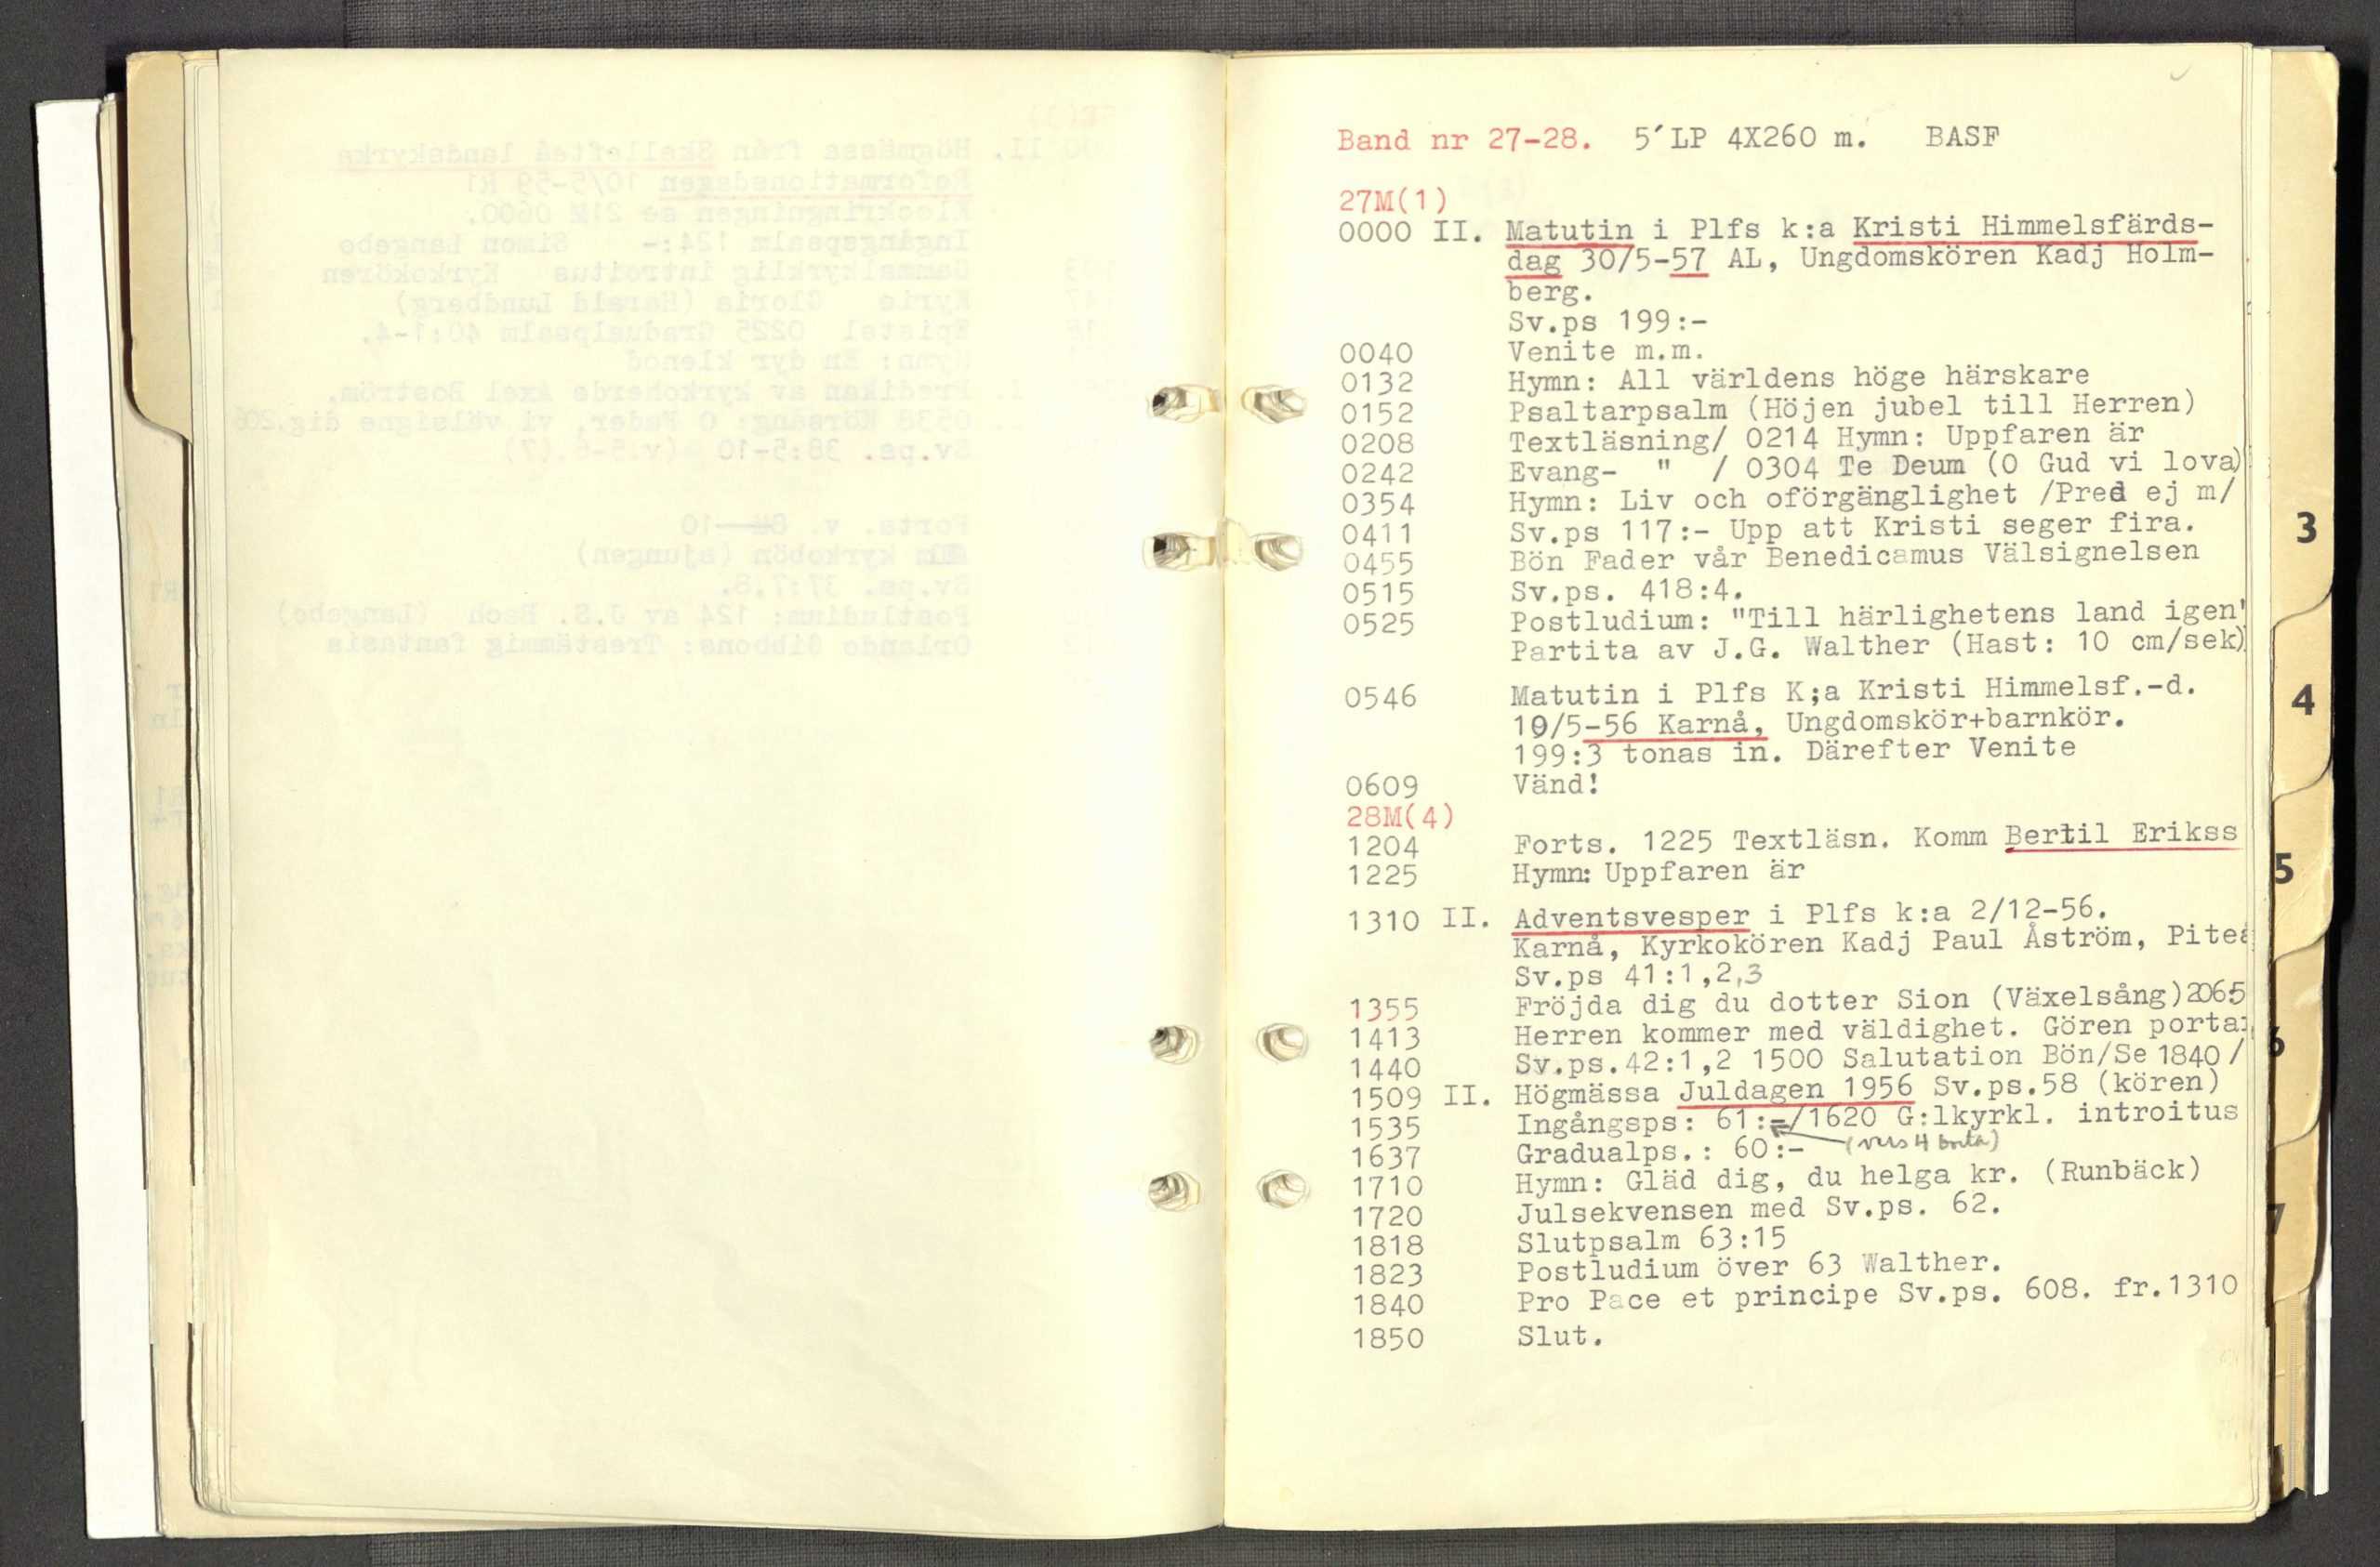 Band nr 27-28. 5´LP 4X260 m. BASF
27M(1)
0000 II. Matutin i Plfs k:a Kristi Himmelsfärds-
dag 30/5-57 AL, Ungdomskören Kadj Holm-
berg.
Sv.ps 199:-
0040 Venite m.m.
0132 Hymn: All världens höge härskare
0152 Psaltarpsalm (Höjen jubel till Herren)
0208 Textläsning/ 0214 Hymn: Uppfaren är
0242 Evang- " / 0304 Te Deum (O Gud vi lova)
0354 Hymn: Liv och oförgänglighet /Pred ej m/
0411 Sv.ps 117:- Upp att Kristi seger fira.
0455 Bön Fader vår Benedicamus Välsignelsen
0515 Sv.ps. 418:4.
0525 Postludium: "Till härlighetens land igen"
Partita av J.G. Walther (Hast: 10 cm/sek)
0546 Matutin i Plfs K;a Kristi Himmelsf.-d.
10/5-56 Karnå, Ungdomskör+barnkör.
199:3 tonas in. Därefter Venite
0609 Vänd!
28M(4)
1204 Forts. 1225 Textläsn. Komm Bertil Erikss
1225 Hymn: Uppfaren är
1310 II. Adventsvesper i Plfs k:a 2/12-56.
Karnå, Kyrkokören Kadj Paul Åström, Piteå
Sv.ps 41:1,2,3
1355 Fröjda dig du dotter Sion (Växelsång)2065
1413 Herren kommer med väldighet. Gören portar
1440 Sv.ps.42:1,2 1500 Salutation Bön/Se 1840/
1509 II. Högmässa Juldagen 1956 Sv.ps.58 (kören)
1535 Ingångsps: 61:-/1620 G:lkyrkl. introitus
1637 Gradualps.: 60:- (vers 4 borta)
1710 Hymn: Gläd dig, du helga kr. (Runbäck)
1720 Julsekvensen med Sv.ps. 62.
1818 Slutpsalm 63:15
1823 Postludium över 63 Walther.
1840 Pro Pace et principe Sv.ps. 608. fr.1310
1850 Slut.
3
4
5
6
7